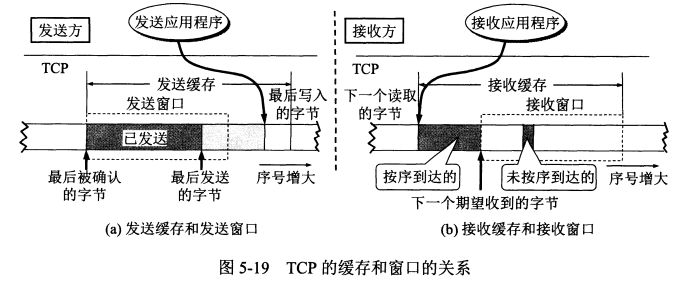 发送方
发送应用程序
TCP
发送缓存
发送窗口
最后写入
的字节
已发送
最后被确认
的字节
最后发送
的字节
序号增大
(a) 发送缓存和发送窗口
接收方
接收应用程序
TCP
接收缓存
下一个读取
的字节
接收窗口
按序到达的
未按序到达的
序号增大
下一个期望收到的字节
(b) 接收缓存和接收窗口
图 5-19 TCP 的缓存和窗口的关系